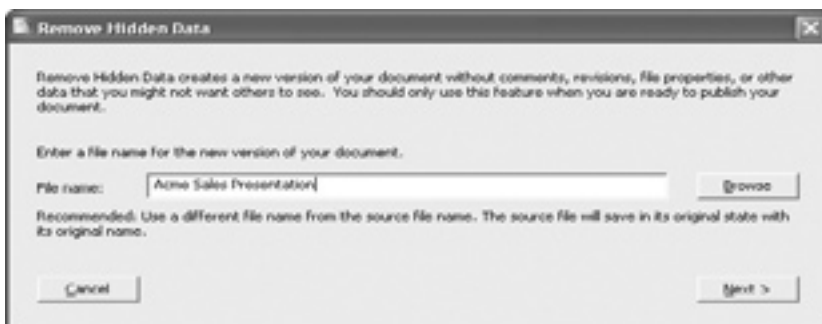 Remove Hidden Data
Remove Hidden Data creates a new version of your document without comments, revisions, file properties, or other
data that you might not want others to see. You should only use this feature when you are ready to publish your
document.
Enter a file name for the new version of your document.
File name: Acme Sales Presentation Browse
Recommended: Use a different file name from the source file name. The source file will save in its original state with
its original name.
Cancel Next >